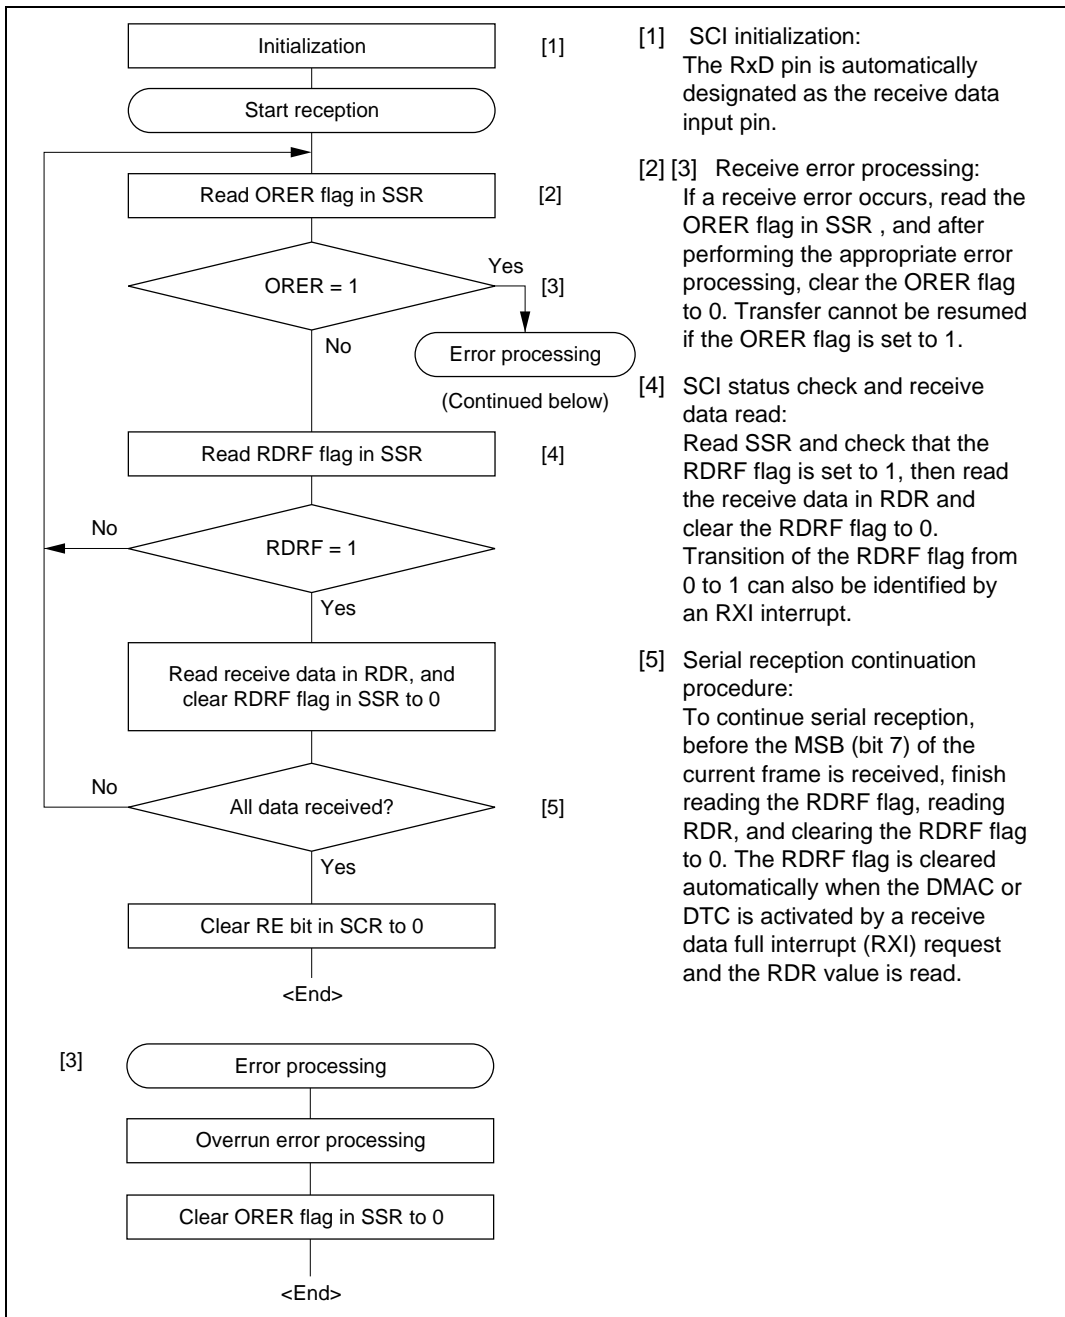 Initialization
[1]
Start reception
Read ORER flag in SSR
[2]
ORER = 1
Yes
[3]
No
Error processing
(Continued below)
Read RDRF flag in SSR
[4]
No
RDRF = 1
Yes
Read receive data in RDR, and
clear RDRF flag in SSR to 0
No
All data received?
[5]
Yes
Clear RE bit in SCR to 0
<End>
[3]
Error processing
Overrun error processing
Clear ORER flag in SSR to 0
<End>
[1] SCI initialization:
The RxD pin is automatically
designated as the receive data
input pin.
[2] [3] Receive error processing:
If a receive error occurs, read the
ORER flag in SSR , and after
performing the appropriate error
processing, clear the ORER flag
to 0. Transfer cannot be resumed
if the ORER flag is set to 1.
[4] SCI status check and receive
data read:
Read SSR and check that the
RDRF flag is set to 1, then read
the receive data in RDR and
clear the RDRF flag to 0.
Transition of the RDRF flag from
0 to 1 can also be identified by
an RXI interrupt.
[5] Serial reception continuation
procedure:
To continue serial reception,
before the MSB (bit 7) of the
current frame is received, finish
reading the RDRF flag, reading
RDR, and clearing the RDRF flag
to 0. The RDRF flag is cleared
automatically when the DMAC or
DTC is activated by a receive
data full interrupt (RXI) request
and the RDR value is read.